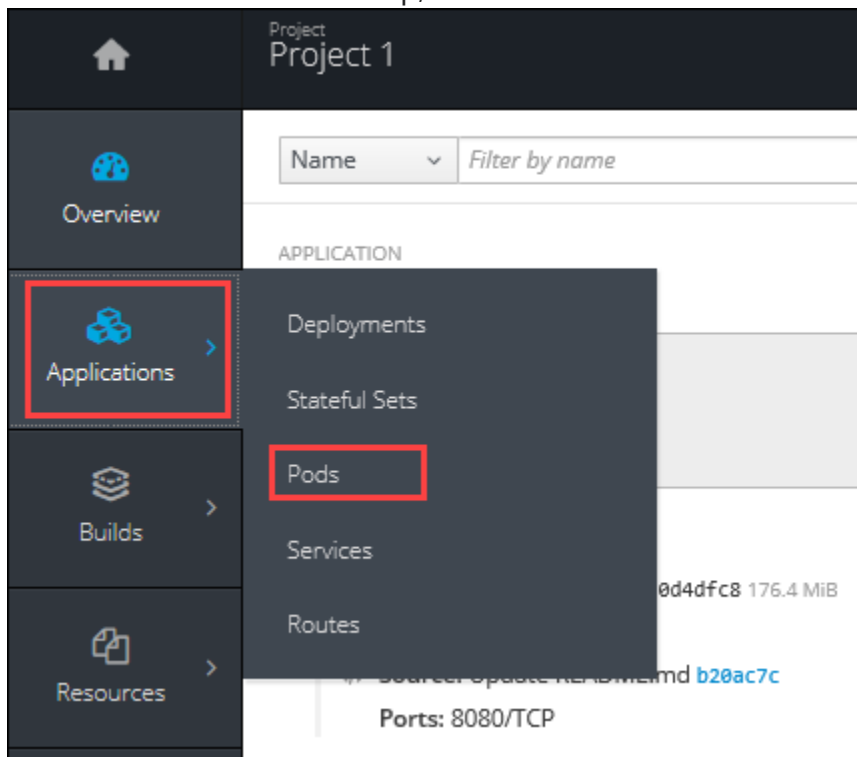 Project
Project 1
Name
Filter by name
Overview
APPLICATION
Applications
Deployments
Stateful Sets
Pods
Services
Routes
Builds
Resources
0d4dfc8 176.4 MiB
md b20ac7c
Ports: 8080/TCP